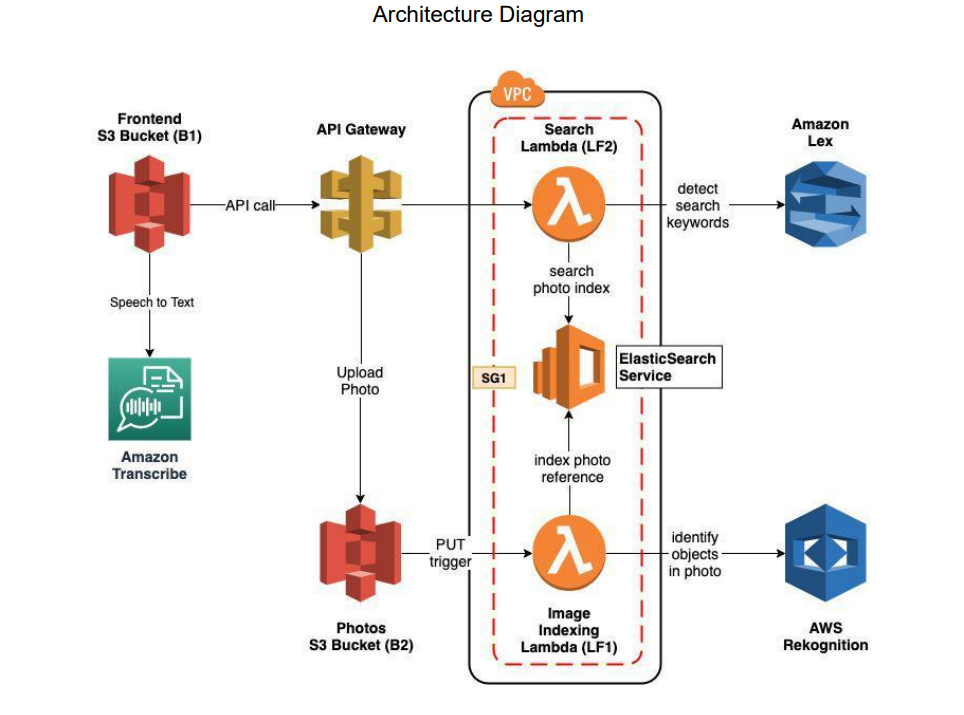 Architecture Diagram
VPC
Frontend
S3 Bucket (B1)
API Gateway
Search
Lambda (LF2)
Amazon
Lex
API call
detect
search
keywords
Speech to Text
search
photo index
Upload
Photo
SG1
ElasticSearch
Service
Amazon
Transcribe
index photo
reference
PUT
trigger
identify
objects
in photo
Photos
S3 Bucket (B2)
Image
Indexing
Lambda (LF1)
AWS
Rekognition